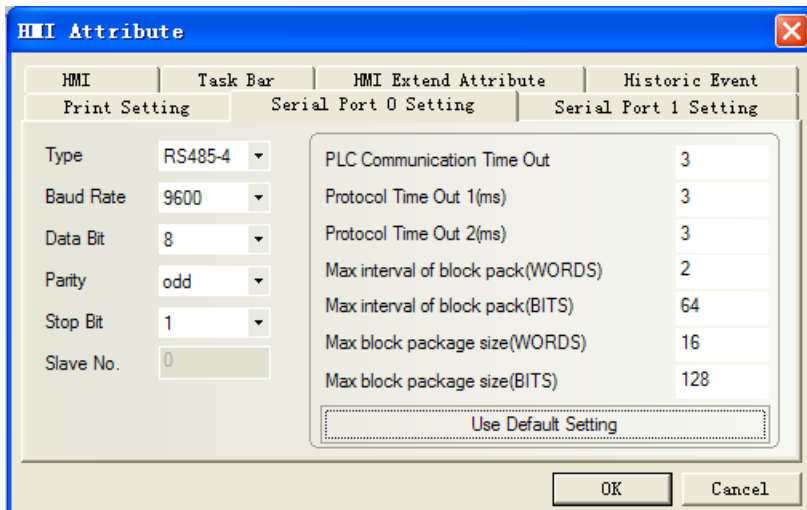 HMI Attribute
HMI
Task Bar
HMI Extend Attribute
Historic Event
Print Setting
Serial Port 0 Setting
Serial Port 1 Setting
Type RS485-4
Baud Rate 9600
Data Bit 8
Parity odd
Stop Bit 1
Slave No. 0
PLC Communication Time Out 3
Protocol Time Out 1(ms) 3
Protocol Time Out 2(ms) 3
Max interval of block pack(WORDS) 2
Max interval of block pack(BITS) 64
Max block package size(WORDS) 16
Max block package size(BITS) 128
Use Default Setting
OK
Cancel